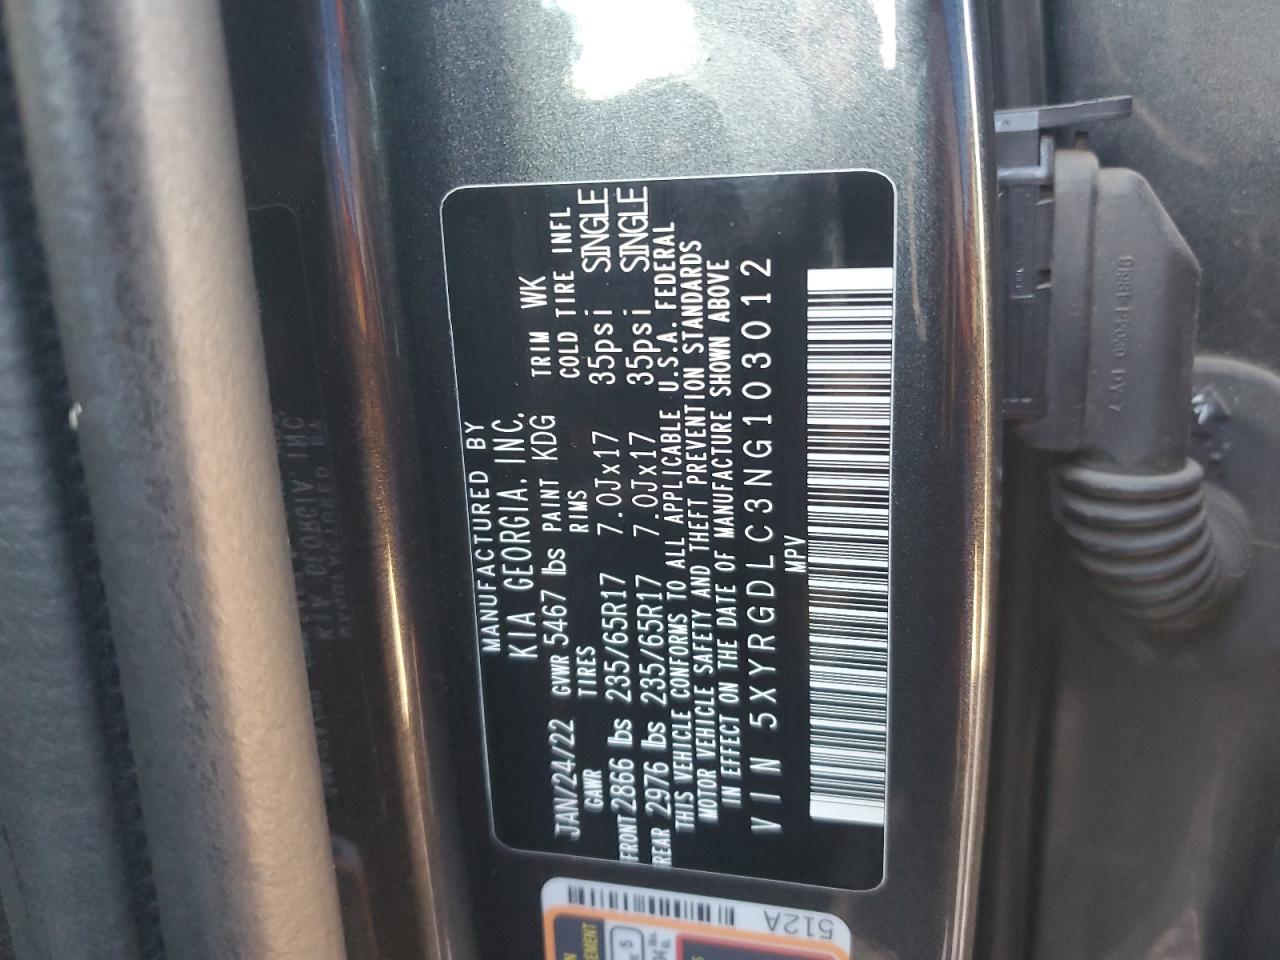 MANUFACTURED BY
KIA GEORGIA, INC.
JAN/24/22 GVWR 5467 lbs PAINT KDG TRIM WK
GAWR TIRES RIMS COLD TIRE INFL
FRONT 2866 lbs 235/65R17 7.0Jx17 35psi SINGLE
REAR 2976 lbs 235/65R17 7.0Jx17 35psi SINGLE
THIS VEHICLE CONFORMS TO ALL APPLICABLE U.S.A. FEDERAL
MOTOR VEHICLE SAFETY AND THEFT PREVENTION STANDARDS
IN EFFECT ON THE DATE OF MANUFACTURE SHOWN ABOVE
VIN 5XYRGDLC3NG103012
MPV
512A
5